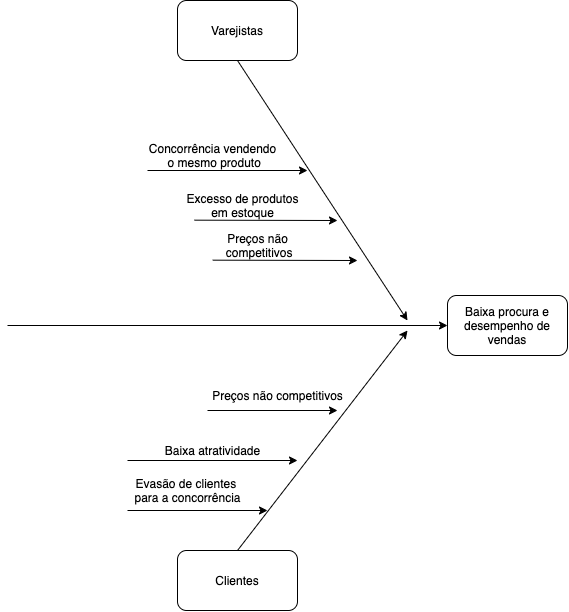 Varejistas
Concorrência vendendo
o mesmo produto
Excesso de produtos
em estoque
Preços não
competitivos
Baixa procura e
desempenho de
vendas
Preços não competitivos
Baixa atratividade
Evasão de clientes
para a concorrência
Clientes